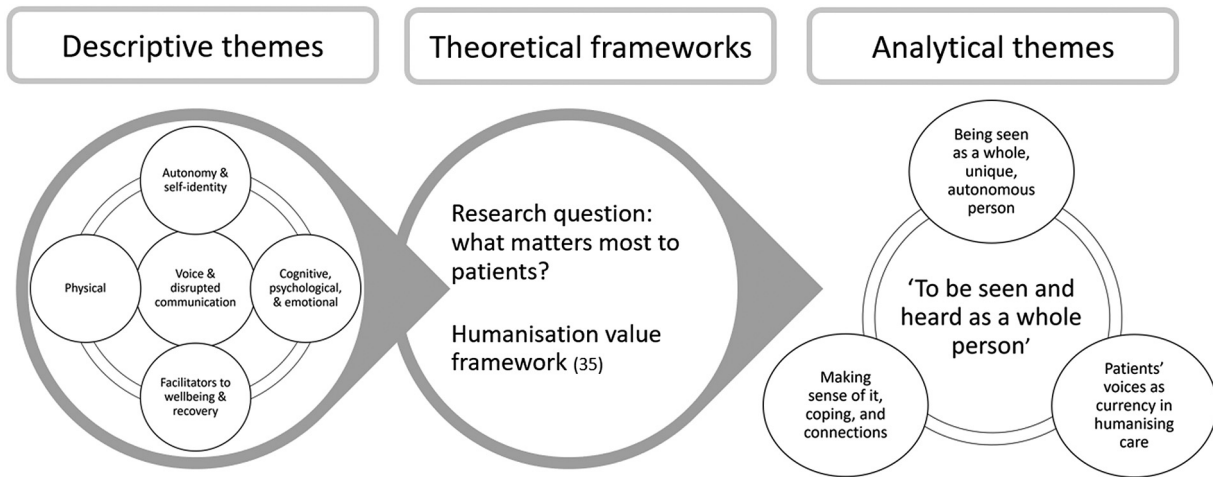 Descriptive themes
Theoretical frameworks
Analytical themes
Autonomy &
self-identity
Physical
Voice &
disrupted
communication
Cognitive,
psychological,
& emotional
Facilitators to
wellbeing &
recovery
Research question:
what matters most to
patients?
Humanisation value
framework (35)
Being seen
as a whole,
unique,
autonomous
person
‘To be seen and
heard as a whole
person’
Making
sense of it,
coping, and
connections
Patients’
voices as
currency in
humanising
care